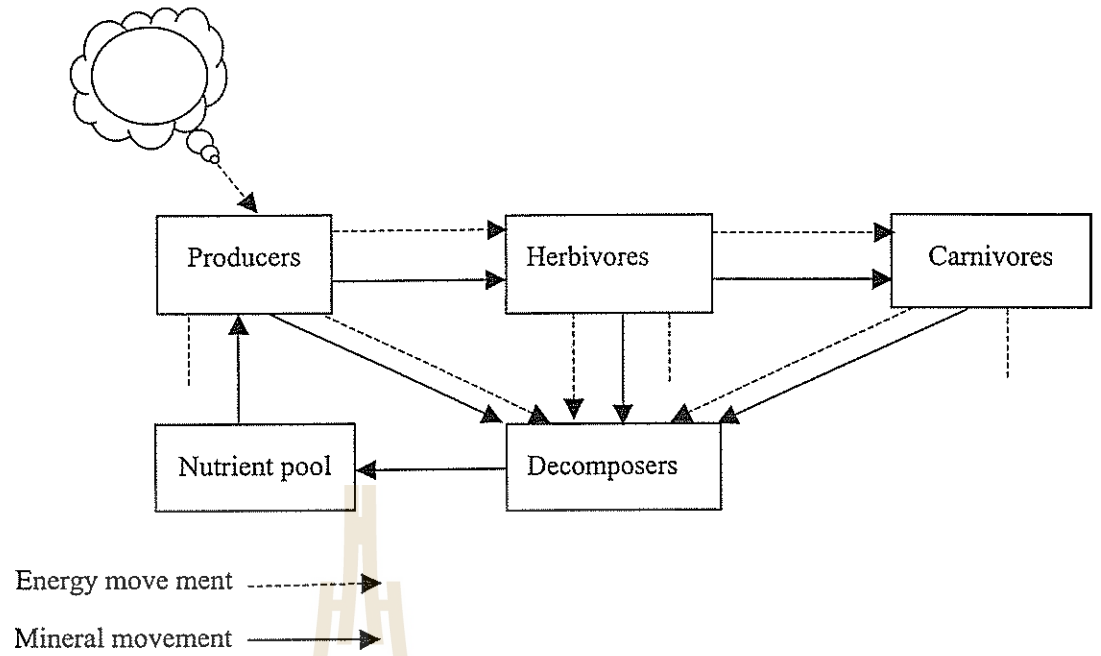 Producers
Herbivores
Carnivores
Nutrient pool
Decomposers
Energy move ment
Mineral movement